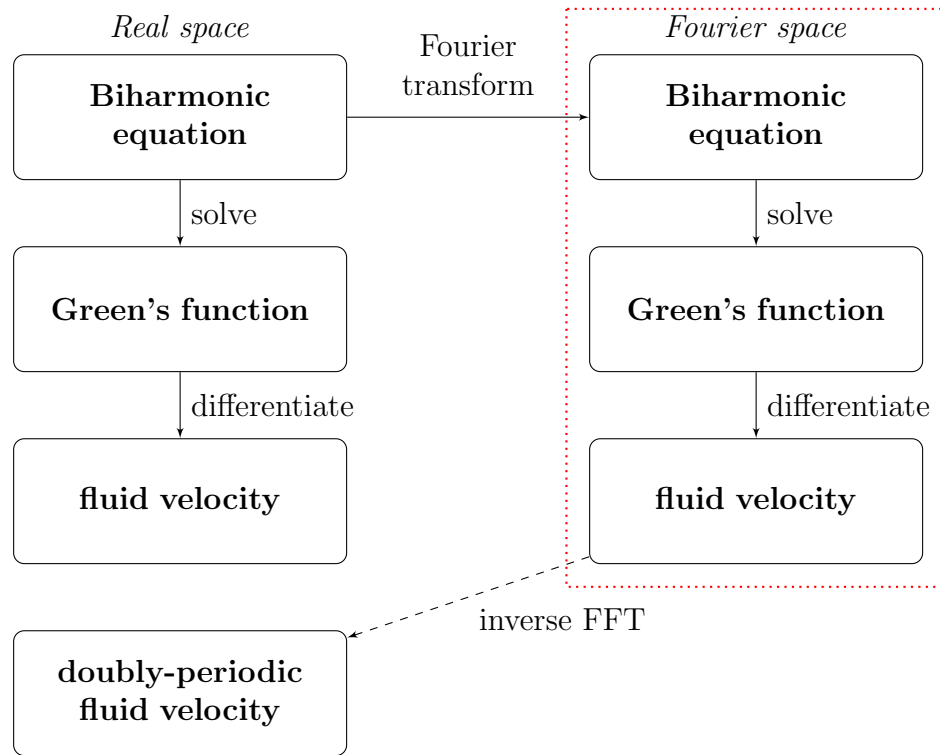 Real space
Fourier space
Fourier
transform
Biharmonic
equation
Biharmonic
equation
solve
solve
Green's function
Green's function
differentiate
differentiate
fluid velocity
fluid velocity
inverse FFT
doubly-periodic
fluid velocity